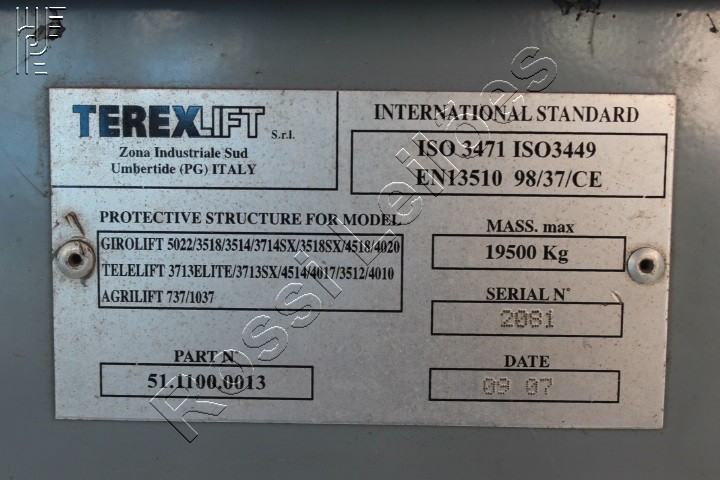 TEREXLIFT S.r.l.
Zona Industriale Sud
Umbertide (PG) ITALY
INTERNATIONAL STANDARD
ISO 3471 ISO3449
EN13510 98/37/CE
PROTECTIVE STRUCTURE FOR MODEL
GIROLIFT 5022/3518/3514/3714SX/3518SX/4518/4020
TELELIFT 3713ELITE/3713SX/4514/4017/3512/4010
AGRILIFT 737/1037
MASS. max
19500 Kg
SERIAL N°
2081
PART N°
51.1100.0013
DATE
09 07
Rossi Leilões